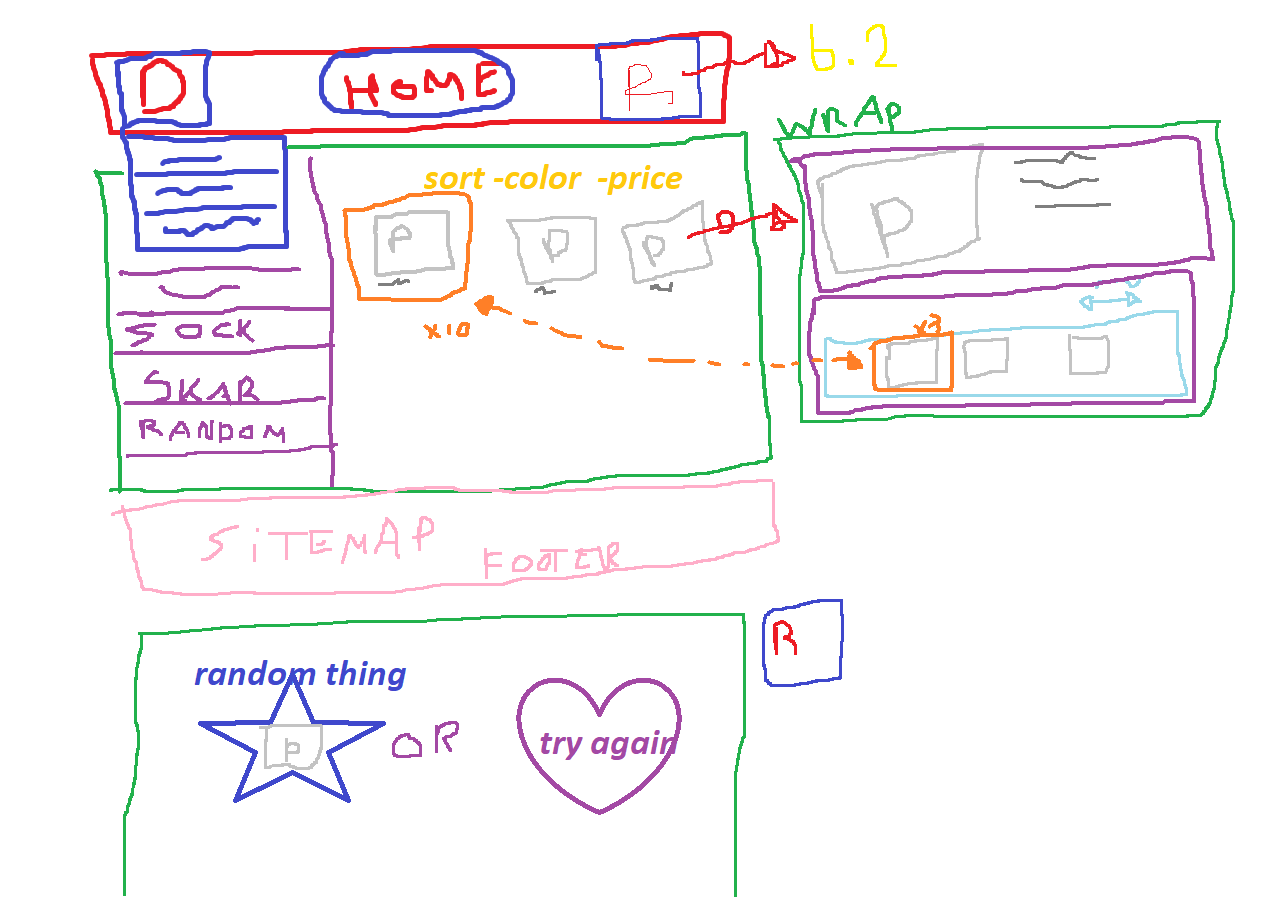 D HOME R 6.2
WRAP
sort -color -price
P P P
P
x10
x3
SOCK
SKAR
RANDOM
SiTEMAP
FOOTER
R
random thing
P
OR
try again